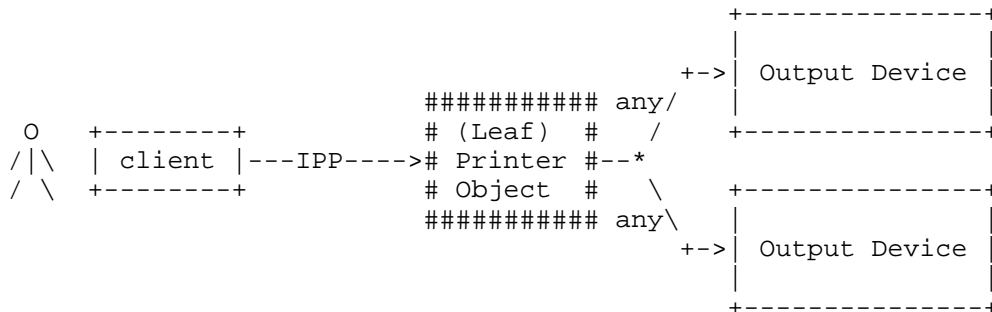 +---------------+
|               |
+->| Output Device |
########### any/  |               |
O   +--------+           # (Leaf)  #   /    +---------------+
/|\  | client |---IPP----># Printer #--*
/ \  +--------+           # Object  #   \    +---------------+
########### any\  |               |
+->| Output Device |
|               |
+---------------+